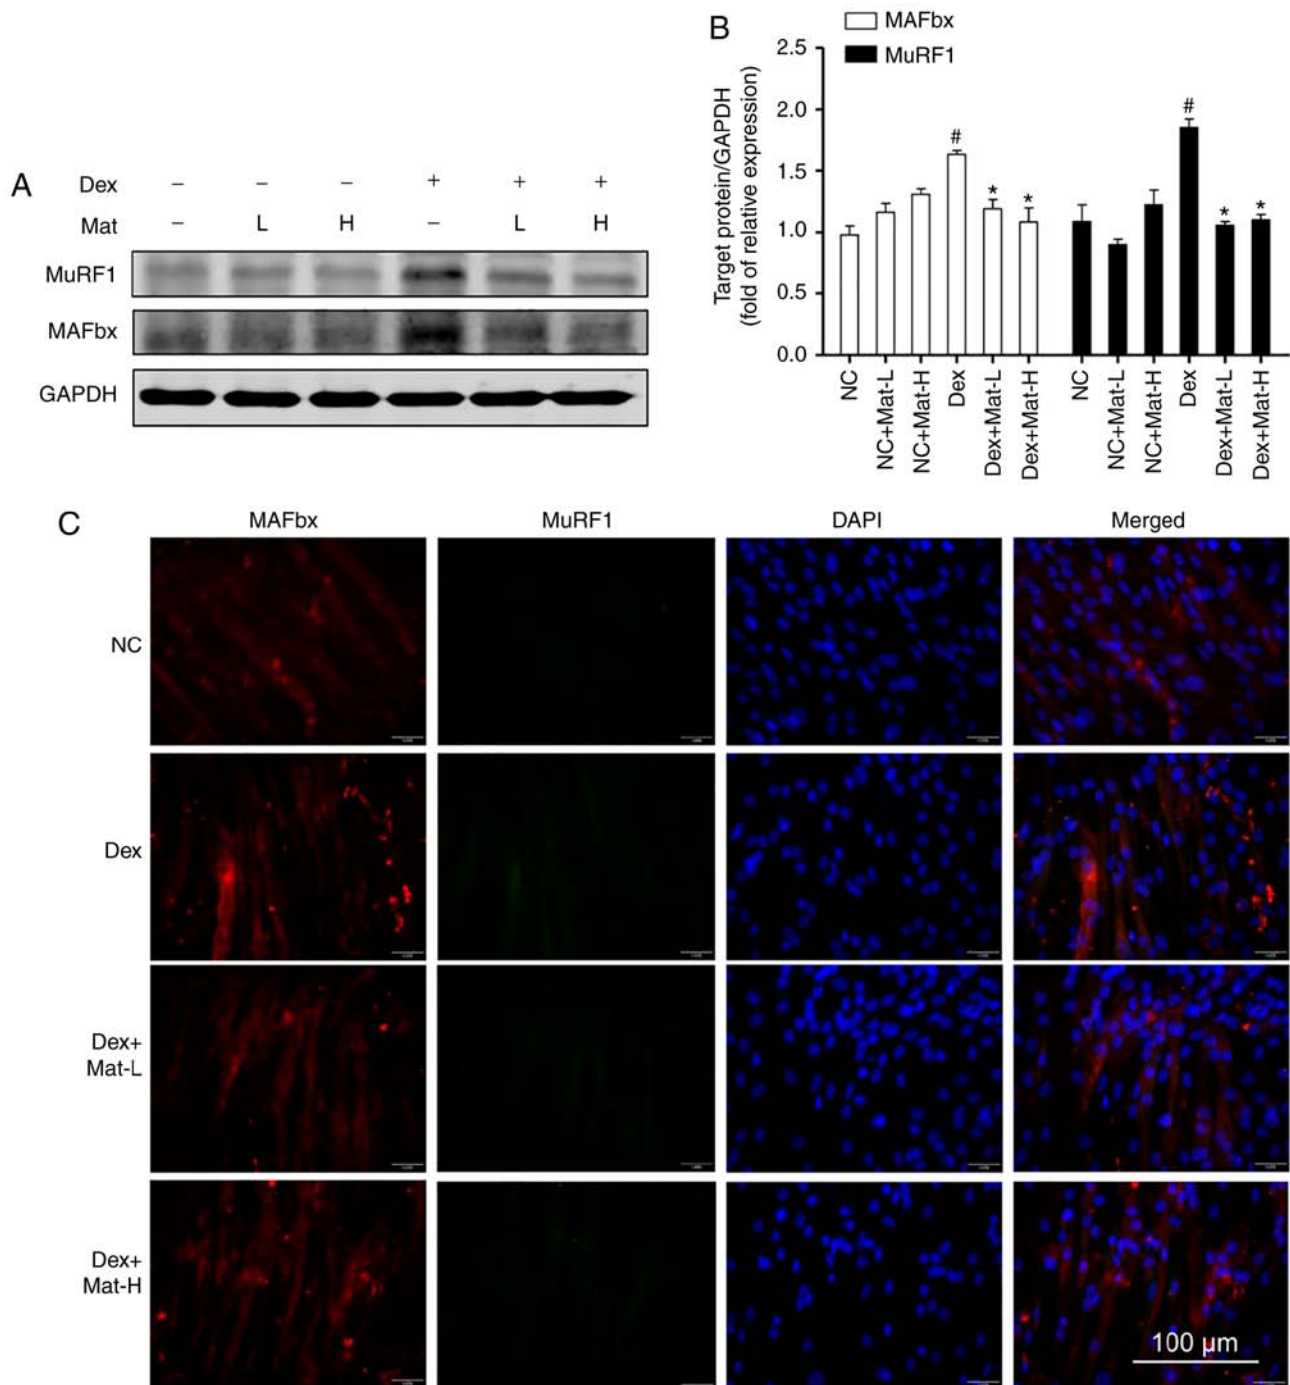 A
Dex – – – + + +
Mat – L H – L H
MuRF1
MAFbx
GAPDH
B
MAFbx
MuRF1
Target protein/GAPDH
(fold of relative expression)
2.5
2.0
1.5
1.0
0.5
0.0
# * * # * *
NC
NC+Mat-L
NC+Mat-H
Dex
Dex+Mat-L
Dex+Mat-H
NC
NC+Mat-L
NC+Mat-H
Dex
Dex+Mat-L
Dex+Mat-H
C
MAFbx MuRF1 DAPI Merged
NC
Dex
Dex+
Mat-L
Dex+
Mat-H
100 µm